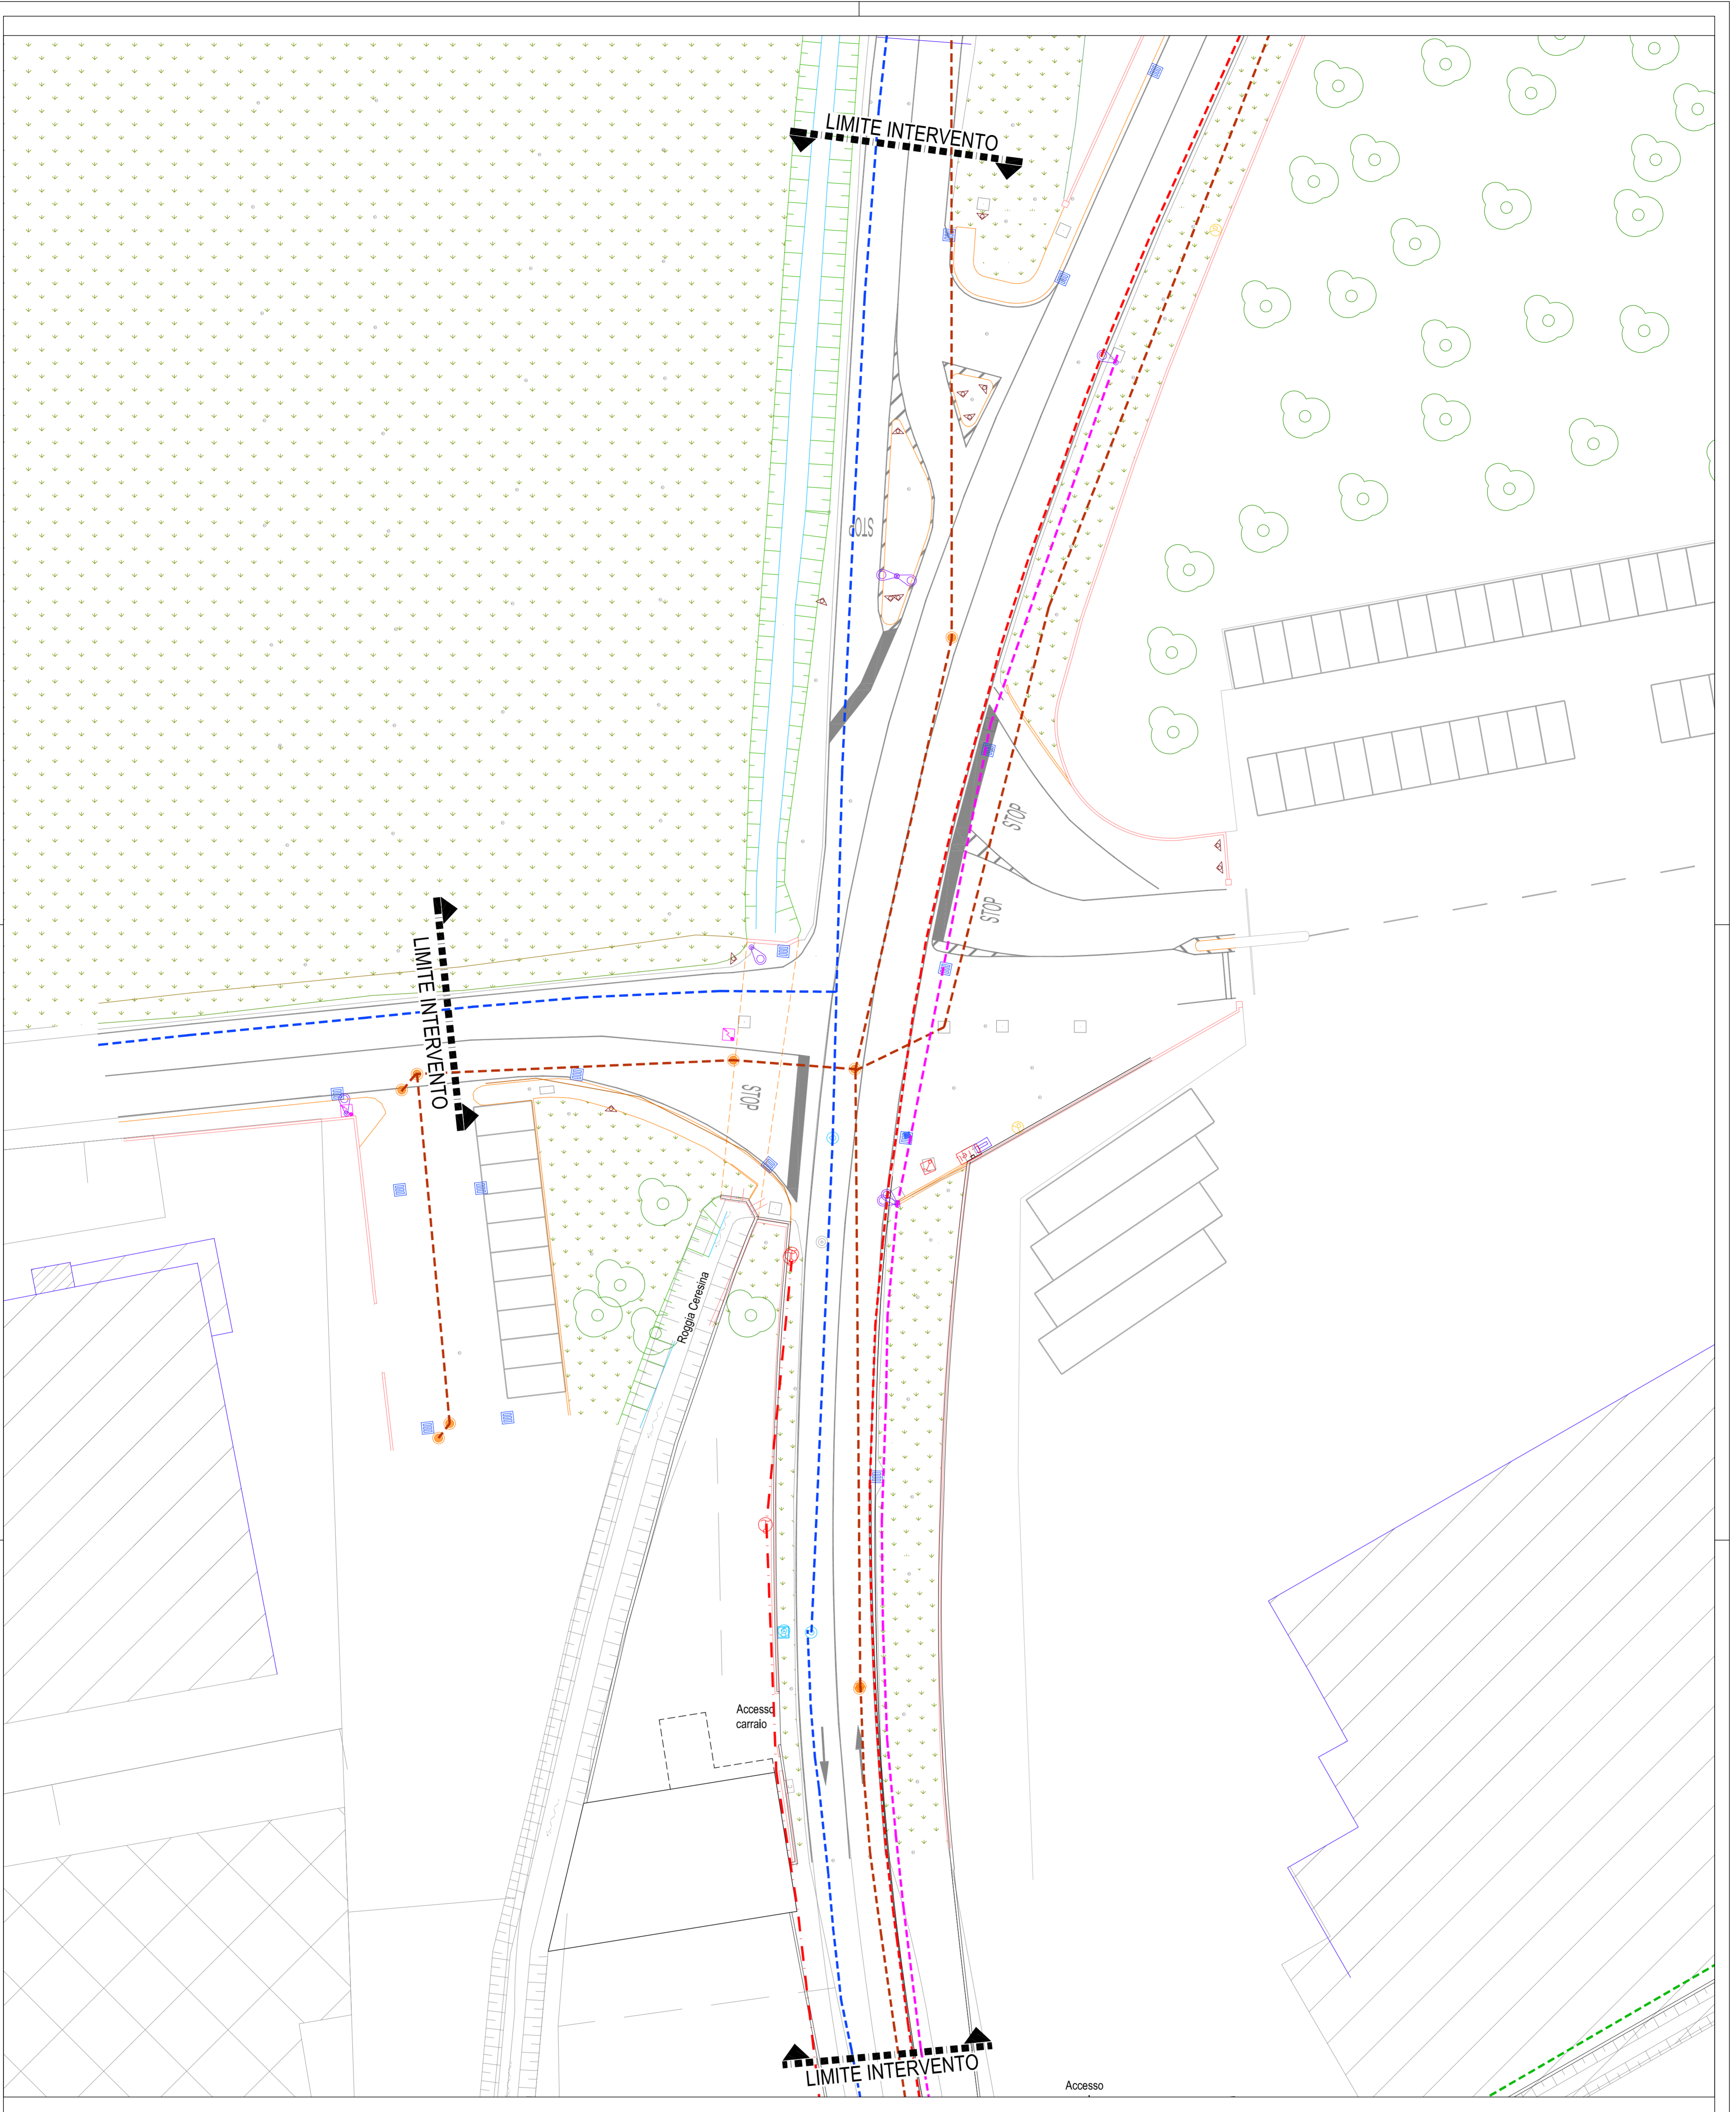 LIMITE INTERVENTO
STOP
STOP
STOP
LIMITE INTERVENTO
STOP
Roggia Ceresina
Accesso
carraio
LIMITE INTERVENTO
Accesso